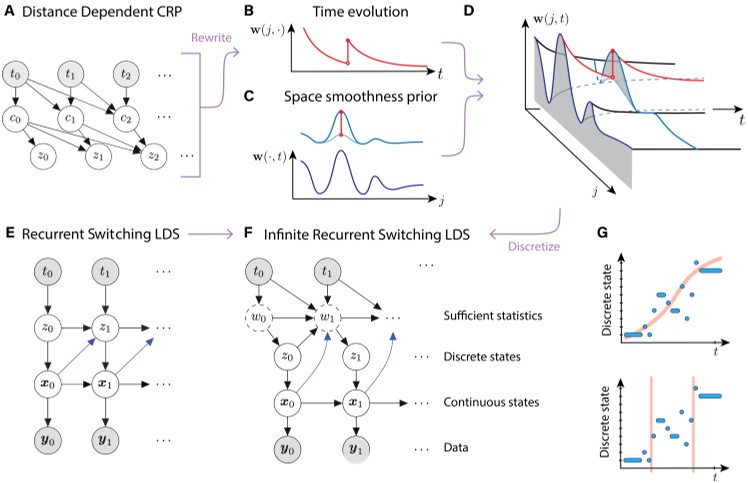 A Distance Dependent CRP
t₀ t₁ t₂ ...
c₀ c₁ c₂ ...
z₀ z₁ z₂ ...
Rewrite
B Time evolution
w(j, ·)
t
C Space smoothness prior
w(·, t)
j
D
w(j, t)
t
j
E Recurrent Switching LDS
t₀ t₁ ...
z₀ z₁ ...
x₀ x₁ ...
y₀ y₁ ...
F Infinite Recurrent Switching LDS
Discretize
t₀ t₁ ...
w₀ w₁ ... Sufficient statistics
z₀ z₁ ... Discrete states
x₀ x₁ ... Continuous states
y₀ y₁ ... Data
G
Discrete state
t
Discrete state
t